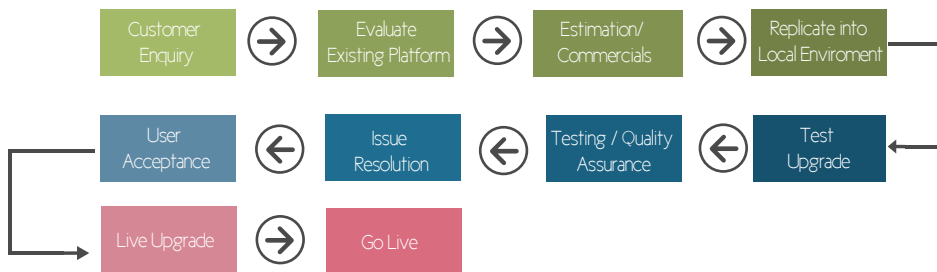 Customer
Enquiry
Evaluate
Existing Platform
Estimation/
Commercials
Replicate into
Local Enviroment
User
Acceptance
Issue
Resolution
Testing / Quality
Assurance
Test
Upgrade
Live Upgrade
Go Live